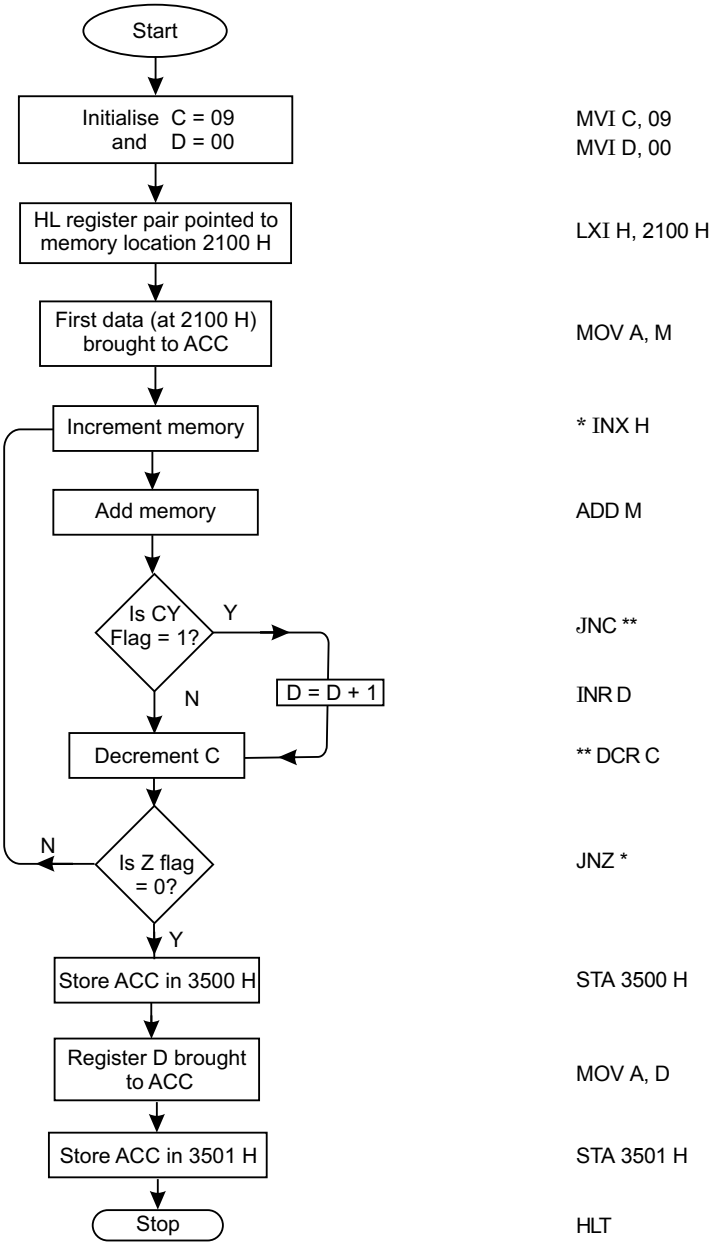 Start
Initialise C = 09
and D = 00
MVI C, 09
MVI D, 00
HL register pair pointed to
memory location 2100 H
LXI H, 2100 H
First data (at 2100 H)
brought to ACC
MOV A, M
Increment memory
* INX H
Add memory
ADD M
Is CY
Flag = 1?
Y
JNC **
N
D = D + 1
INR D
Decrement C
** DCR C
N
Is Z flag
= 0?
JNZ *
Y
Store ACC in 3500 H
STA 3500 H
Register D brought
to ACC
MOV A, D
Store ACC in 3501 H
STA 3501 H
Stop
HLT